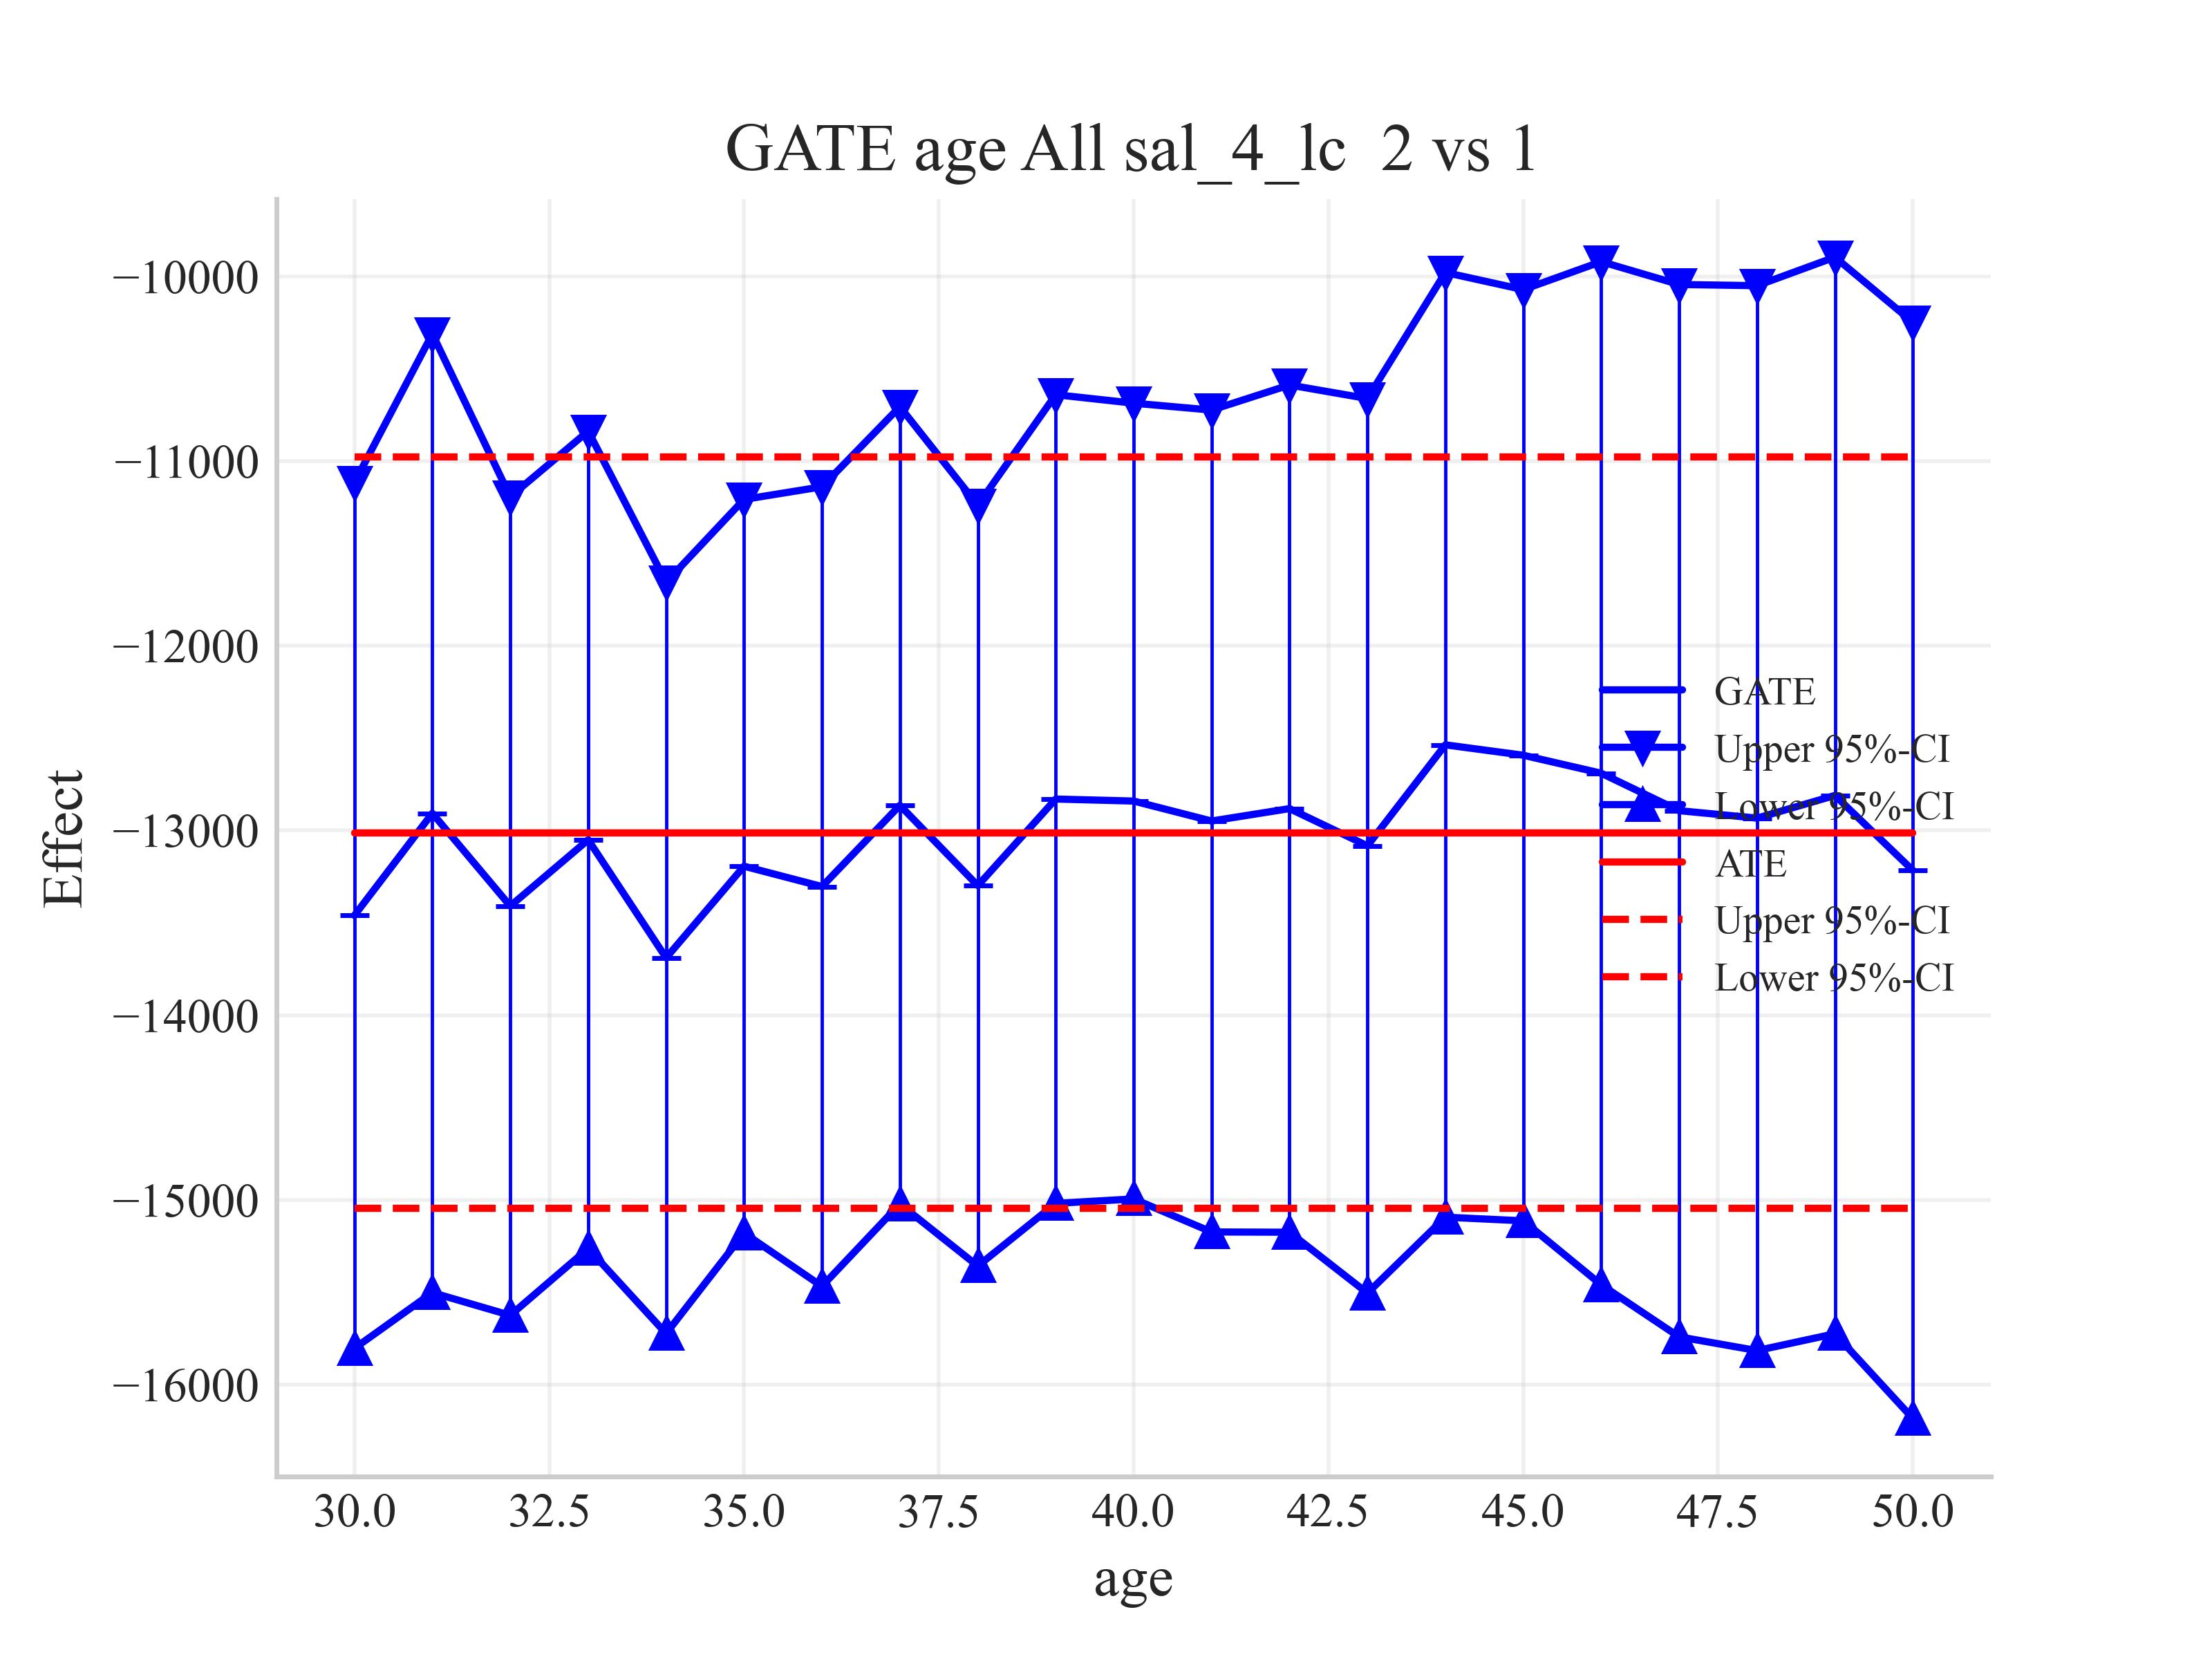 GATE age All sal_4_lc  2 vs 1
−10000
−11000
−12000
−13000
−14000
−15000
−16000
Effect
GATE
Upper 95%-CI
Lower 95%-CI
ATE
Upper 95%-CI
Lower 95%-CI
30.0 32.5 35.0 37.5 40.0 42.5 45.0 47.5 50.0
age